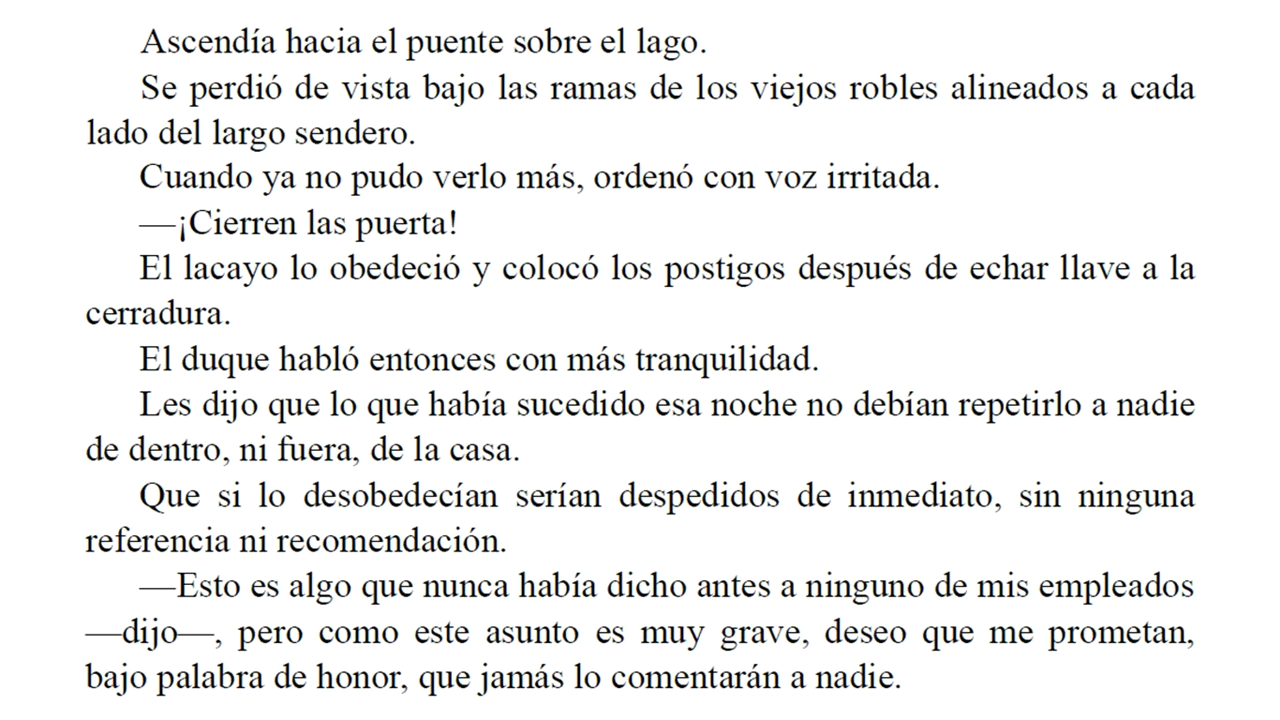 Ascendía hacia el puente sobre el lago.
Se perdió de vista bajo las ramas de los viejos robles alineados a cada
lado del largo sendero.
Cuando ya no pudo verlo más, ordenó con voz irritada.
—¡Cierren las puerta!
El lacayo lo obedeció y colocó los postigos después de echar llave a la
cerradura.
El duque habló entonces con más tranquilidad.
Les dijo que lo que había sucedido esa noche no debían repetirlo a nadie
de dentro, ni fuera, de la casa.
Que si lo desobedecían serían despedidos de inmediato, sin ninguna
referencia ni recomendación.
—Esto es algo que nunca había dicho antes a ninguno de mis empleados
—dijo—, pero como este asunto es muy grave, deseo que me prometan,
bajo palabra de honor, que jamás lo comentarán a nadie.